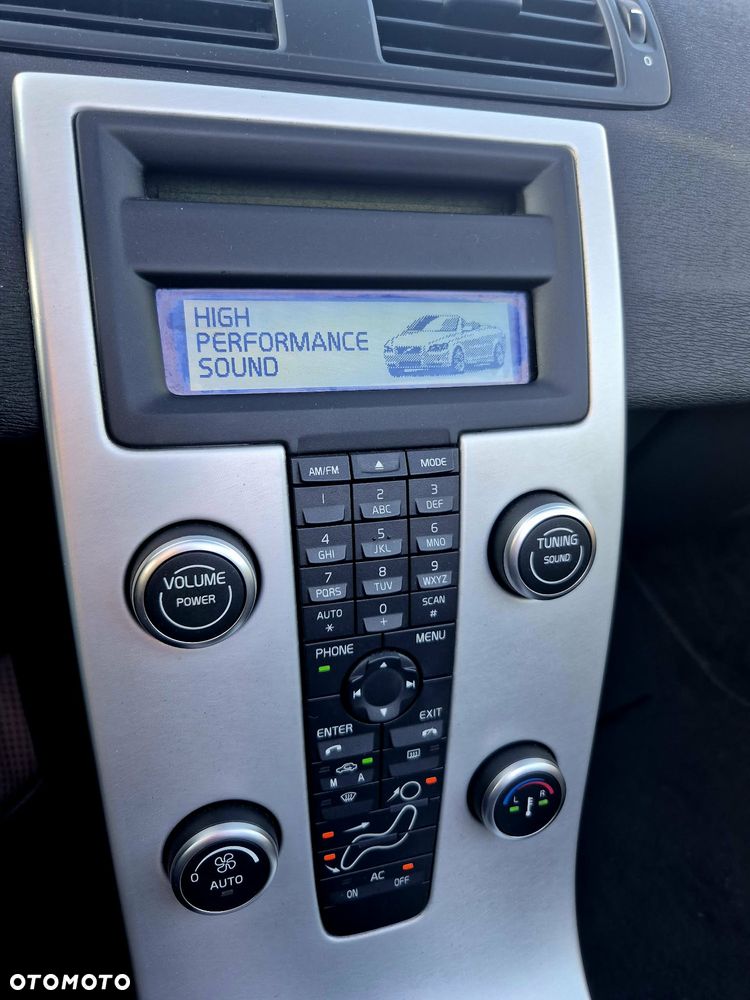 0
HIGH
PERFORMANCE
SOUND
AM/FM MODE
1 2 ABC 3 DEF
4 GHI 5 JKL 6 MNO
7 PQRS 8 TUV 9 WXYZ
AUTO * 0 + SCAN #
VOLUME
POWER
TUNING
SOUND
PHONE MENU
ENTER EXIT
M A
L R
0 AUTO
AC
ON OFF
OTOMOTO